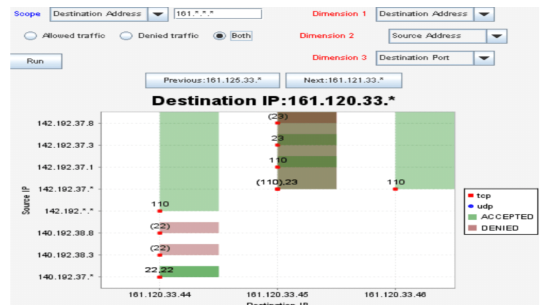 Scope Destination Address 161.*.*.* Dimension 1 Destination Address
Allowed traffic Denied traffic Both Dimension 2 Source Address
Run Dimension 3 Destination Port
Previous:161.125.33.* Next:161.121.33.*
Destination IP:161.120.33.*
142.192.37.8 (23)
142.192.37.3 23
142.192.37.1 110
142.192.37.* (110),23 110
142.192.*.* 110
140.192.38.8 (22)
140.192.38.3 (22)
140.192.37.* 22,22
Source IP
tcp
udp
ACCEPTED
DENIED
161.120.33.44 161.120.33.45 161.120.33.46
Destination IP